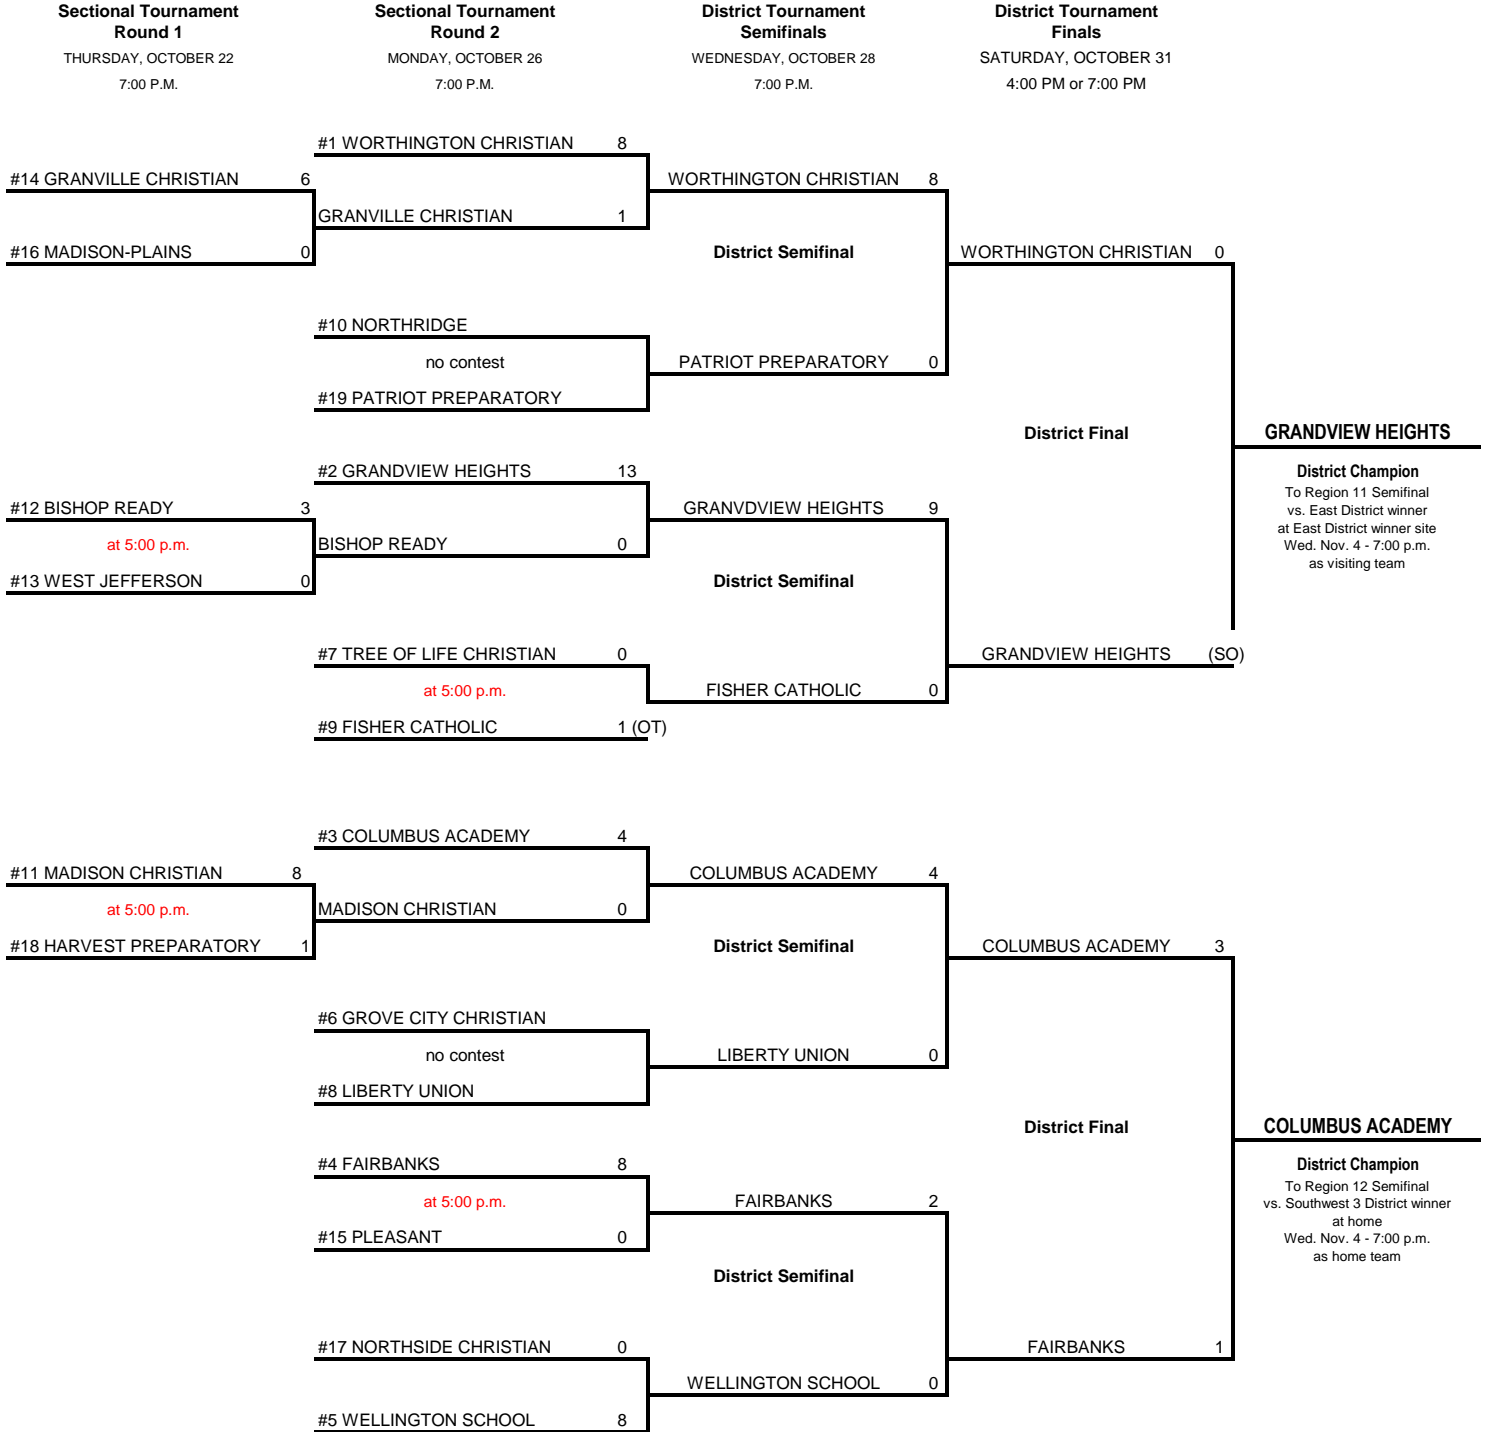 Sectional Tournament
Round 1
THURSDAY, OCTOBER 22
7:00 P.M.
Sectional Tournament
Round 2
MONDAY, OCTOBER 26
7:00 P.M.
District Tournament
Semifinals
WEDNESDAY, OCTOBER 28
7:00 P.M.
District Tournament
Finals
SATURDAY, OCTOBER 31
4:00 PM or 7:00 PM
#1 WORTHINGTON CHRISTIAN 8
#14 GRANVILLE CHRISTIAN 6
WORTHINGTON CHRISTIAN 8
GRANVILLE CHRISTIAN 1
#16 MADISON-PLAINS 0
District Semifinal
WORTHINGTON CHRISTIAN 0
#10 NORTHRIDGE
no contest
PATRIOT PREPARATORY 0
#19 PATRIOT PREPARATORY
District Final
GRANDVIEW HEIGHTS
#2 GRANDVIEW HEIGHTS 13
District Champion
To Region 11 Semifinal
vs. East District winner
at East District winner site
Wed. Nov. 4 - 7:00 p.m.
as visiting team
#12 BISHOP READY 3
GRANVDVIEW HEIGHTS 9
at 5:00 p.m.
BISHOP READY 0
#13 WEST JEFFERSON 0
District Semifinal
#7 TREE OF LIFE CHRISTIAN 0
GRANDVIEW HEIGHTS (SO)
at 5:00 p.m.
FISHER CATHOLIC 0
#9 FISHER CATHOLIC 1 (OT)
#3 COLUMBUS ACADEMY 4
#11 MADISON CHRISTIAN 8
COLUMBUS ACADEMY 4
at 5:00 p.m.
MADISON CHRISTIAN 0
#18 HARVEST PREPARATORY 1
District Semifinal
COLUMBUS ACADEMY 3
#6 GROVE CITY CHRISTIAN
no contest
LIBERTY UNION 0
#8 LIBERTY UNION
District Final
COLUMBUS ACADEMY
#4 FAIRBANKS 8
District Champion
To Region 12 Semifinal
vs. Southwest 3 District winner
at home
Wed. Nov. 4 - 7:00 p.m.
as home team
at 5:00 p.m.
FAIRBANKS 2
#15 PLEASANT 0
District Semifinal
#17 NORTHSIDE CHRISTIAN 0
FAIRBANKS 1
WELLINGTON SCHOOL 0
#5 WELLINGTON SCHOOL 8